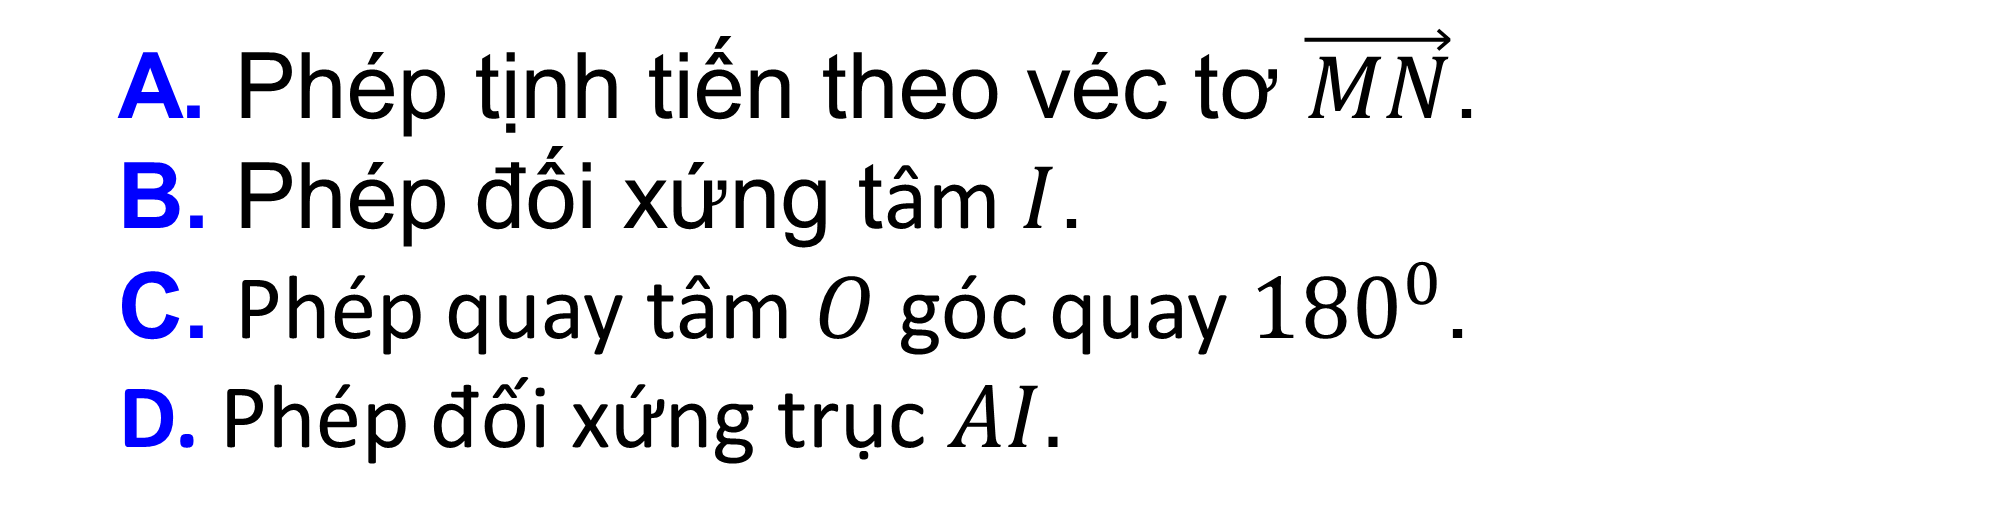 A. Phép tịnh tiến theo véc tơ $\overrightarrow{MN}$.
B. Phép đối xứng tâm $I$.
C. Phép quay tâm $O$ góc quay $180^0$.
D. Phép đối xứng trục $AI$.